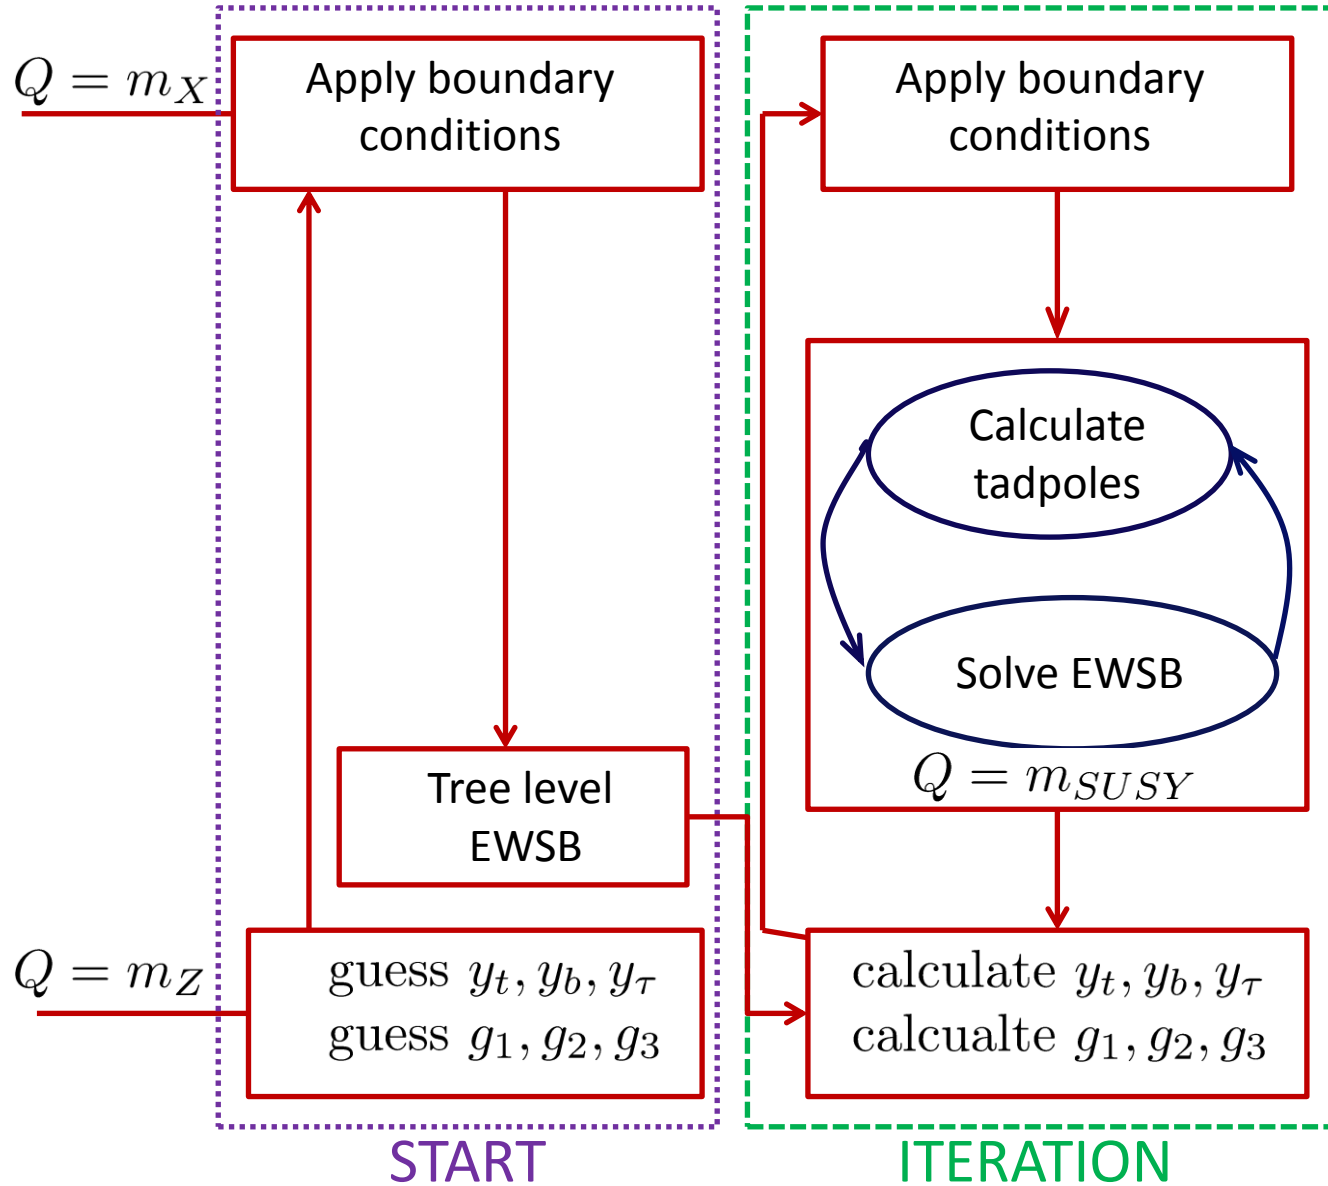 Q = m_X
Apply boundary
conditions
Tree level
EWSB
Q = m_Z
guess y_t, y_b, y_τ
guess g_1, g_2, g_3
START
Apply boundary
conditions
Calculate
tadpoles
Solve EWSB
Q = m_{SUSY}
calculate y_t, y_b, y_τ
calcualte g_1, g_2, g_3
ITERATION